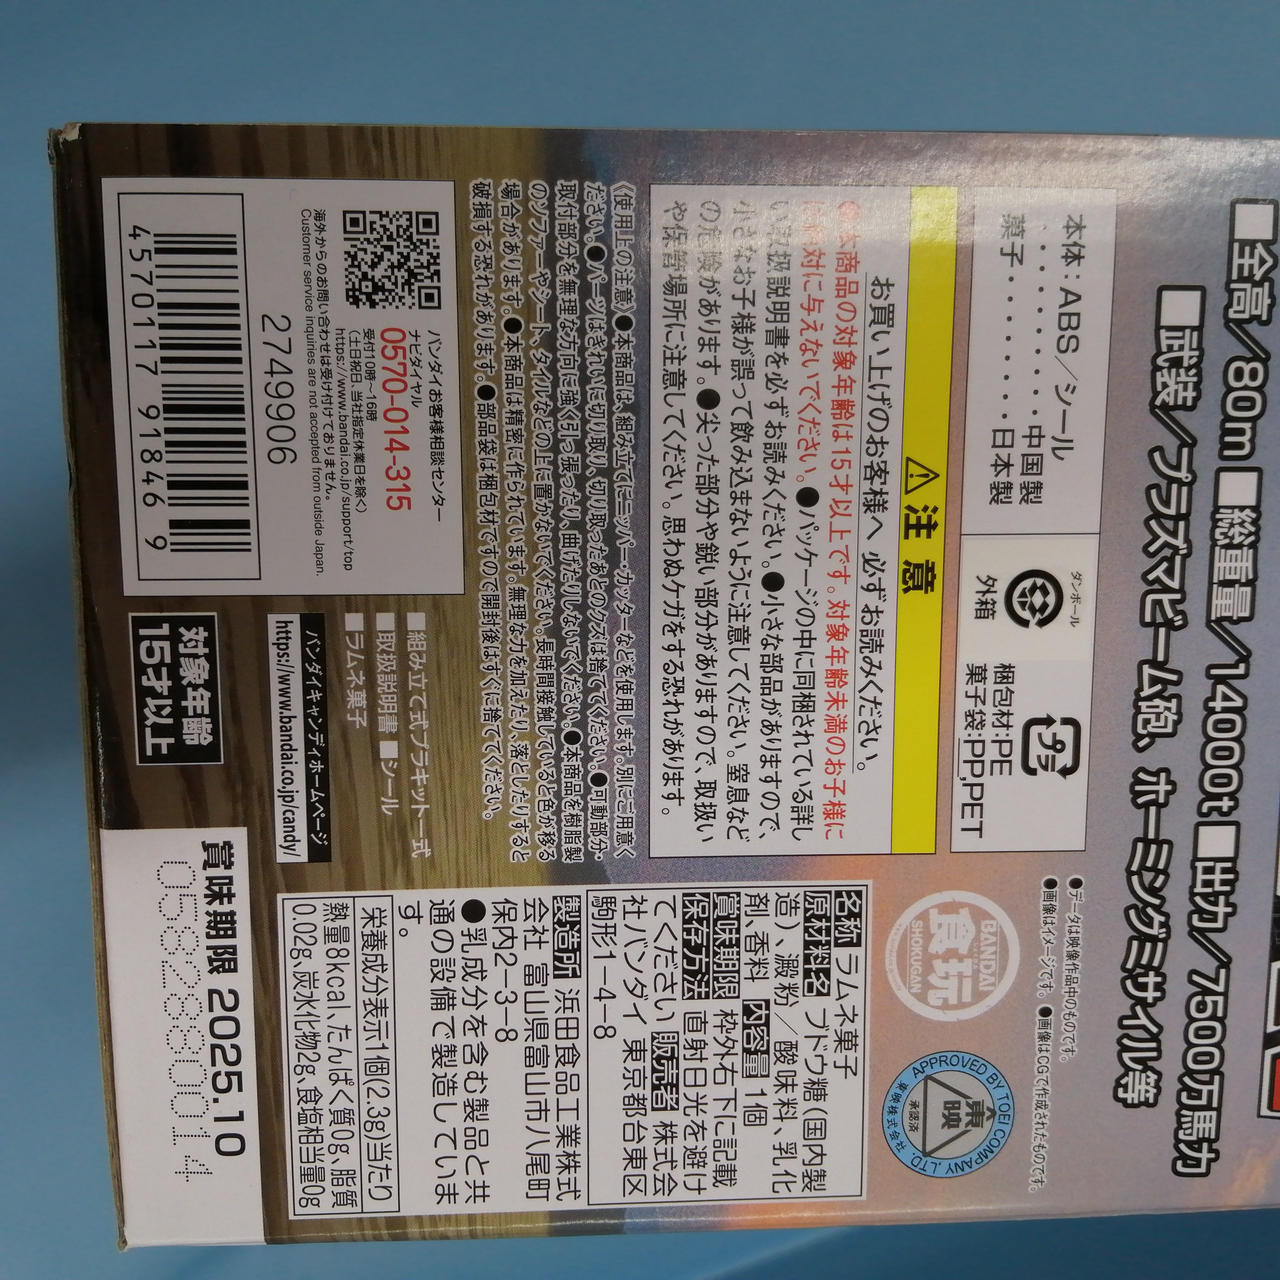 ■全高/80m■総重量/14000t■出力/7500万馬力
■武装/プラズマビーム砲、ホーミングミサイル等
●データは映像作品中のものです。
●画像はイメージです。●画像はCGで作成されたものです。
本体:ABS/シール
・・・・・・・・・中国製
菓子・・・・・・・日本製
ダンボール
外箱
プラ
梱包材:PE
菓子袋:PP,PET
BANDAI
食玩
SHOKUGAN
APPROVED BY TOEI COMPANY, LTD.
東映
承認済
東映株式会社
⚠注意
お買い上げのお客様へ 必ずお読みください。
●本商品の対象年齢は15才以上です。対象年齢未満のお子様に
は絶対に与えないでください。●パッケージの中に同梱されている詳し
い取扱説明書を必ずお読みください。●小さな部品がありますので、
小さなお子様が誤って飲み込まないように注意してください。窒息など
の危険があります。●尖った部分や鋭い部分がありますので、取扱い
や保管場所に注意してください。思わぬケガをする恐れがあります。
〈使用上の注意〉●本商品は、組み立てにニッパー・カッターなどを使用します。別にご用意く
ださい。●パーツはきれいに切り取り、切り取ったあとのクズは捨ててください。●可動部分・
取付部分を無理な方向に強く引っ張ったり、曲げたりしないでください。●本商品を樹脂製
のソファーやシート、タイルなどの上に置かないでください。長時間接触していると色が移る
場合があります。●本商品は精密に作られています。無理な力を加えたり、落としたりすると
破損する恐れがあります。●部品袋は梱包材ですので開封後はすぐに捨ててください。
名称 ラムネ菓子
原材料名 ブドウ糖(国内製
造)、澱粉/酸味料、乳化
剤、香料 内容量 1個
賞味期限 枠外右下に記載
保存方法 直射日光を避け
てください 販売者 株式会
社バンダイ 東京都台東区
駒形1-4-8
製造所 浜田食品工業株式
会社 富山県富山市八尾町
保内2-3-8
●乳成分を含む製品と共
通の設備で製造していま
す。
栄養成分表示1個(2.3g)当たり
熱量8kcal、たんぱく質0g、脂質
0.02g、炭水化物2g、食塩相当量0g
バンダイお客様相談センター
ナビダイヤル
0570-014-315
受付10時~16時
(土日祝日、当社指定休業日を除く)
https://www.bandai.co.jp/support/top
海外からのお問い合わせは受け付けておりません。
Customer service inquiries are not accepted from outside Japan.
2749906
4570117 918469
■組み立て式プラキット一式
■取扱説明書 ■シール
■ラムネ菓子
バンダイキャンディホームページ
https://www.bandai.co.jp/candy/
対象年齢
15才以上
賞味期限 2025.10
0582880014